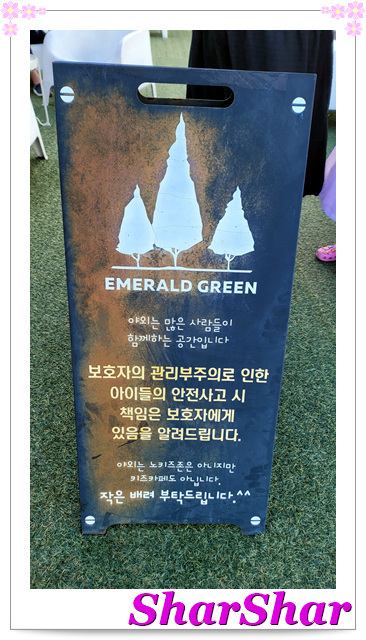 EMERALD GREEN
야외는 많은 사람들이
함께하는 공간입니다
보호자의 관리부주의로 인한
아이들의 안전사고 시
책임은 보호자에게
있음을 알려드립니다.
야외는 노키즈존은 아니지만
키즈카페도 아닙니다.
작은 배려 부탁드립니다.^^
SharShar